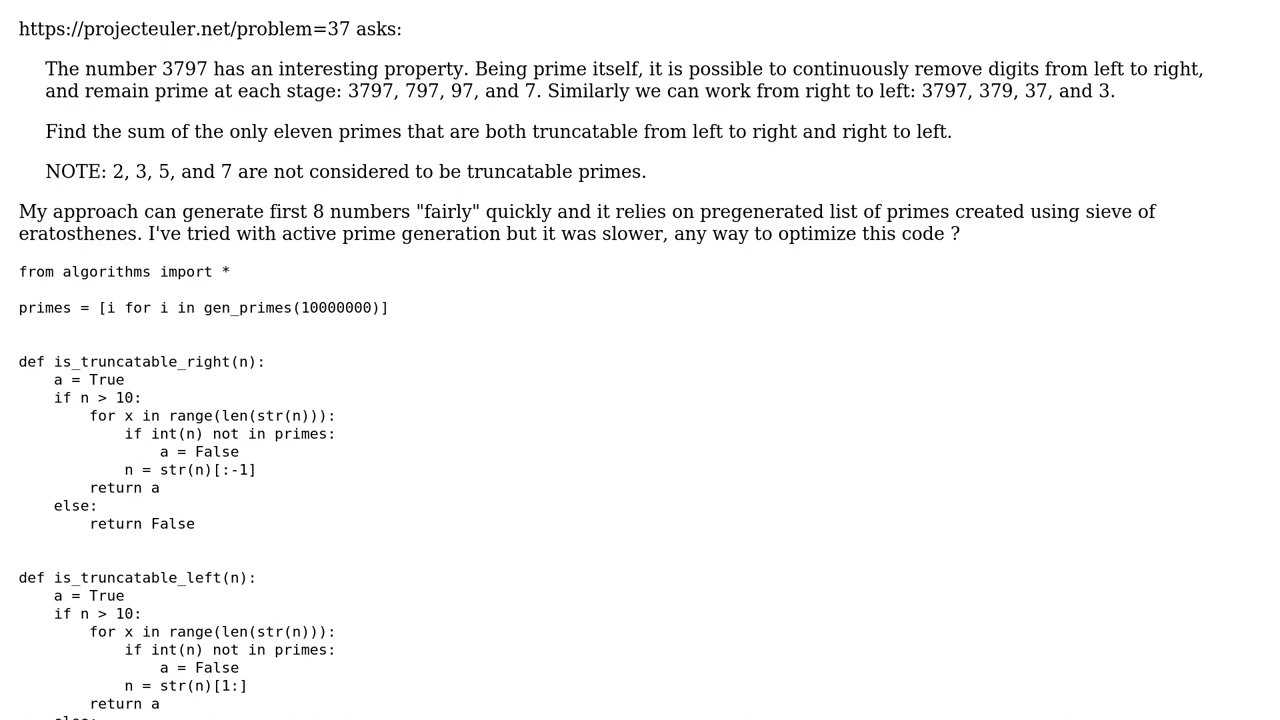 https://projecteuler.net/problem=37 asks:
The number 3797 has an interesting property. Being prime itself, it is possible to continuously remove digits from left to right,
and remain prime at each stage: 3797, 797, 97, and 7. Similarly we can work from right to left: 3797, 379, 37, and 3.
Find the sum of the only eleven primes that are both truncatable from left to right and right to left.
NOTE: 2, 3, 5, and 7 are not considered to be truncatable primes.
My approach can generate first 8 numbers "fairly" quickly and it relies on pregenerated list of primes created using sieve of
eratosthenes. I've tried with active prime generation but it was slower, any way to optimize this code ?
from algorithms import *
primes = [i for i in gen_primes(10000000)]
def is_truncatable_right(n):
    a = True
    if n > 10:
        for x in range(len(str(n))):
            if int(n) not in primes:
                a = False
            n = str(n)[:-1]
        return a
    else:
        return False
def is_truncatable_left(n):
    a = True
    if n > 10:
        for x in range(len(str(n))):
            if int(n) not in primes:
                a = False
            n = str(n)[1:]
        return a
    else: